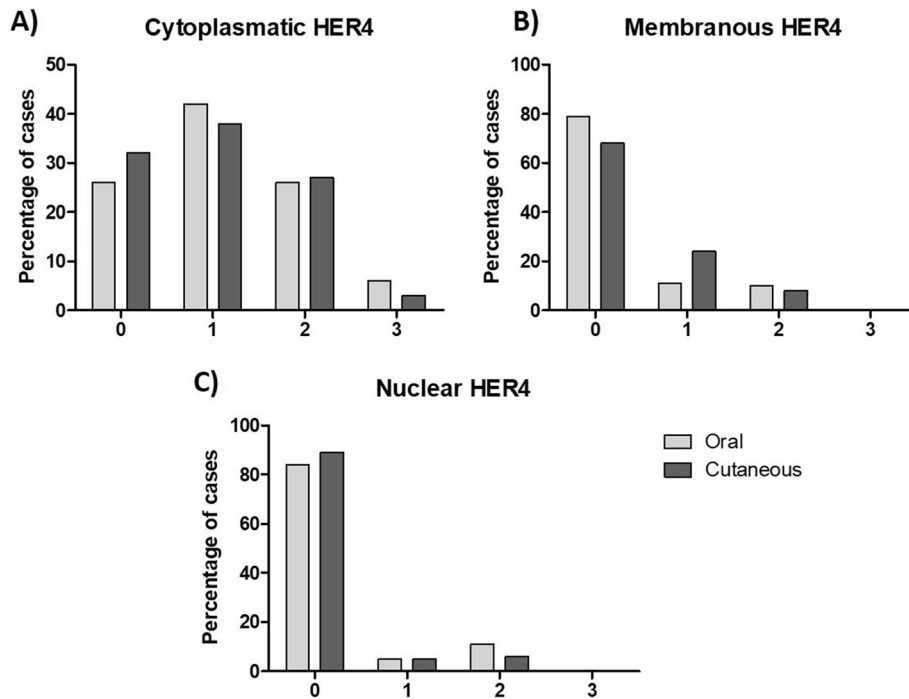 A)
Cytoplasmatic HER4
Percentage of cases
50
40
30
20
10
0
0 1 2 3
B)
Membranous HER4
Percentage of cases
100
80
60
40
20
0
0 1 2 3
C)
Nuclear HER4
Percentage of cases
100
80
60
40
20
0
0 1 2 3
Oral
Cutaneous